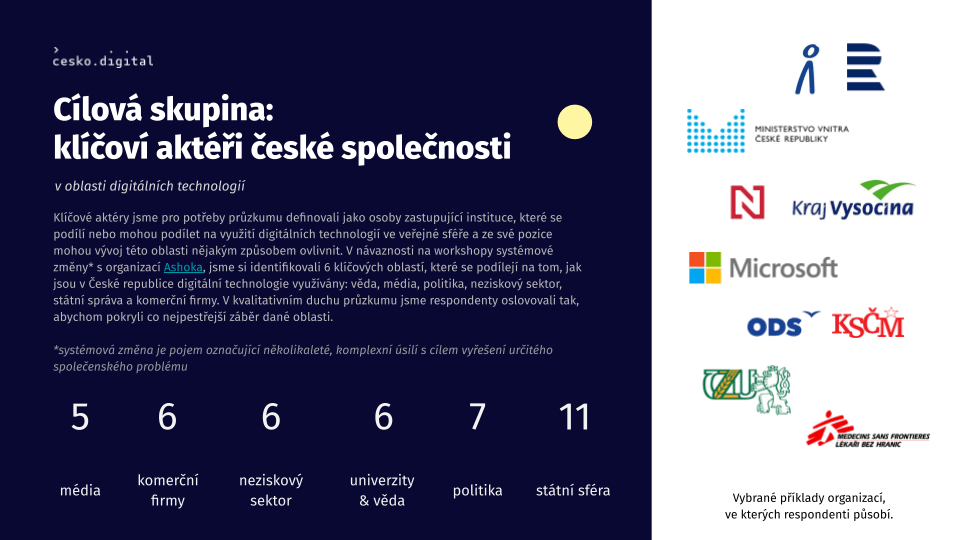 česko.digital
Cílová skupina:
klíčoví aktéři české společnosti
v oblasti digitálních technologií
Klíčové aktéry jsme pro potřeby průzkumu definovali jako osoby zastupující instituce, které se
podílí nebo mohou podílet na využití digitálních technologií ve veřejné sféře a ze své pozice
mohou vývoj této oblasti nějakým způsobem ovlivnit. V návaznosti na workshopy systémové
změny* s organizací Ashoka, jsme si identifikovali 6 klíčových oblastí, které se podílejí na tom, jak
jsou v České republice digitální technologie využívány: věda, média, politika, neziskový sektor,
státní správa a komerční firmy. V kvalitativním duchu průzkumu jsme respondenty oslovovali tak,
abychom pokryli co nejpestřejší záběr dané oblasti.
*systémová změna je pojem označující několikaleté, komplexní úsilí s cílem vyřešení určitého
společenského problému
5 6 6 6 7 11
média
komerční
firmy
neziskový
sektor
univerzity
& věda
politika
státní sféra
MINISTERSTVO VNITRA
ČESKÉ REPUBLIKY
N
Kraj Vysočina
Microsoft
ODS
KSČM
ČZU
MEDECINS SANS FRONTIERES
LÉKAŘI BEZ HRANIC
Vybrané příklady organizací,
ve kterých respondenti působí.